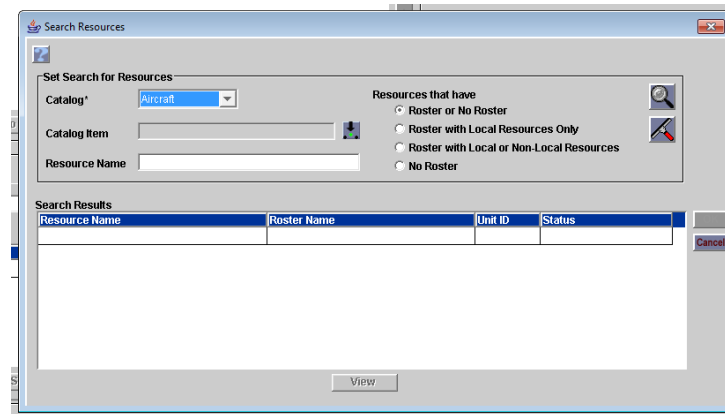 Search Resources
?
Set Search for Resources
Catalog*
Aircraft
Catalog Item
Resource Name
Resources that have
Roster or No Roster
Roster with Local Resources Only
Roster with Local or Non-Local Resources
No Roster
Search Results
Resource Name Roster Name Unit ID Status
Cancel
View